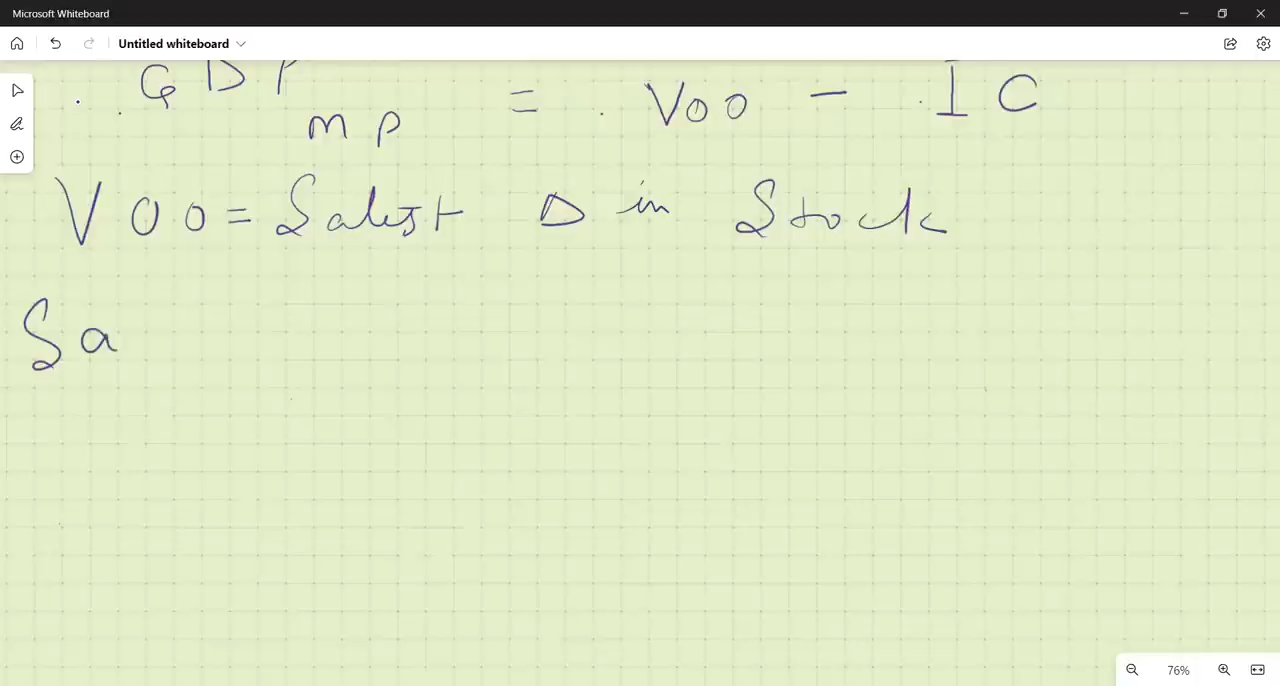 Microsoft Whiteboard
Untitled whiteboard
GDP MP = VOO - IC
VOO = Sales + Δ in Stock
Sa
76%